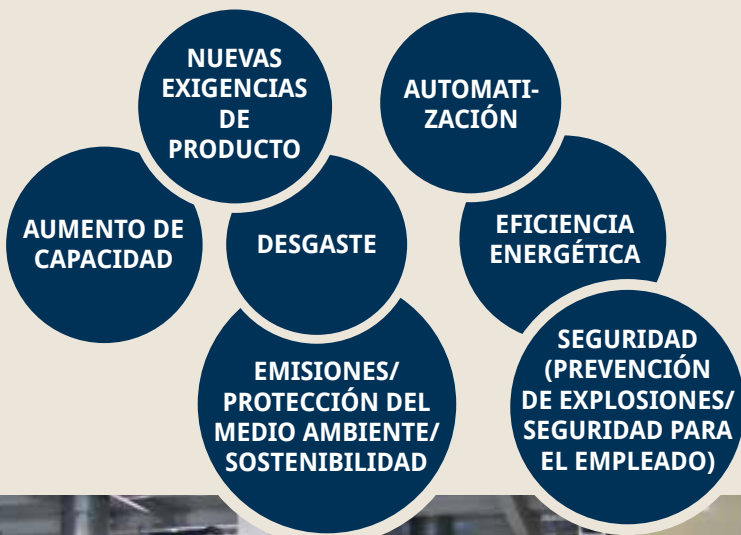 NUEVAS
EXIGENCIAS
DE
PRODUCTO
AUTOMATI-
ZACIÓN
AUMENTO DE
CAPACIDAD
DESGASTE
EFICIENCIA
ENERGÉTICA
EMISIONES/
PROTECCIÓN DEL
MEDIO AMBIENTE/
SOSTENIBILIDAD
SEGURIDAD
(PREVENCIÓN
DE EXPLOSIONES/
SEGURIDAD PARA
EL EMPLEADO)